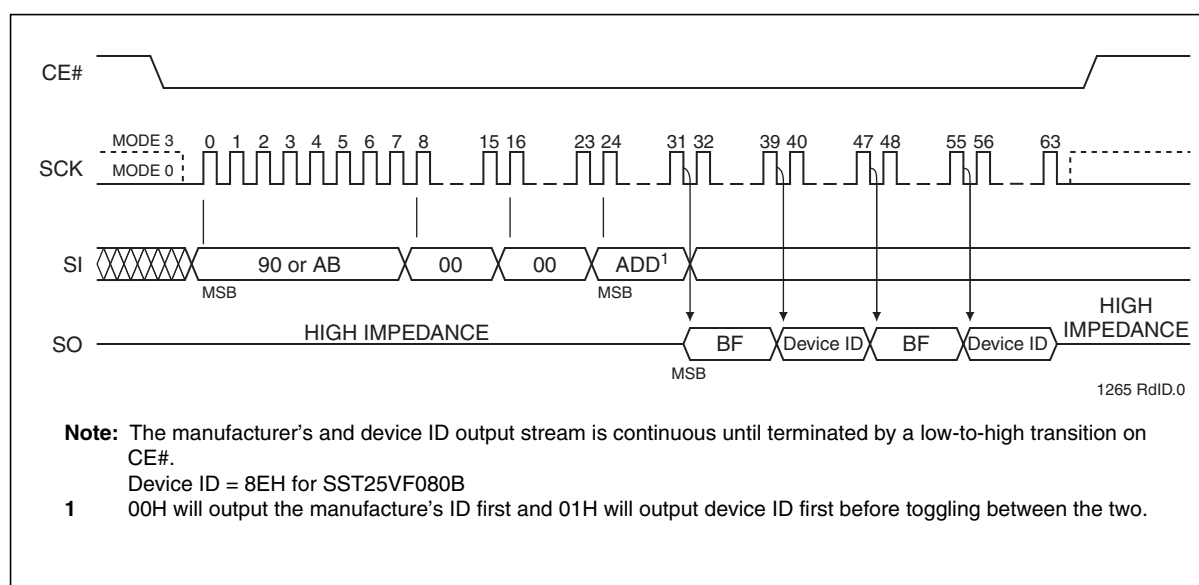 CE#
MODE 3
0 1 2 3 4 5 6 7 8 15 16 23 24 31 32 39 40 47 48 55 56 63
SCK
MODE 0
SI
90 or AB 00 00 ADD1
MSB MSB
HIGH IMPEDANCE
HIGH IMPEDANCE
SO
BF Device ID BF Device ID
MSB
1265 RdID.0
Note: The manufacturer's and device ID output stream is continuous until terminated by a low-to-high transition on
CE#.
Device ID = 8EH for SST25VF080B
1 00H will output the manufacture's ID first and 01H will output device ID first before toggling between the two.